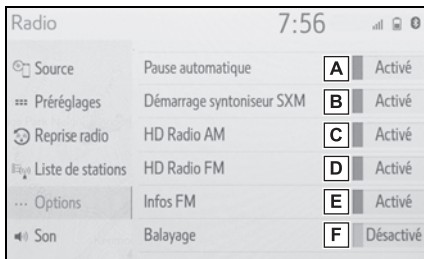 Radio 7:56
Source
Pause automatique A Activé
Préréglages
Démarrage syntoniseur SXM B Activé
Reprise radio
HD Radio AM C Activé
Liste de stations
HD Radio FM D Activé
... Options
Infos FM E Activé
Son
Balayage F Désactivé